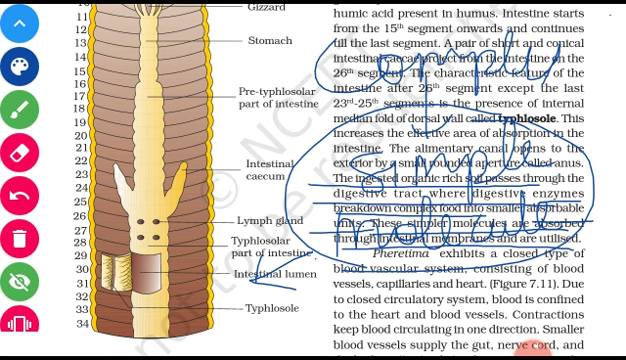 10
Gizzard
11
12
13
Stomach
14
15
16
Pre-typhlosolar
part of intestine
17
18
19
20
21
22
Intestinal
caecum
23
24
25
26
Lymph gland
27
28
Typhlosolar
part of intestine
29
30
Intestinal lumen
31
32
33
Typhlosole
34
humic acid present in humus. Intestine starts
from the 15th segment onwards and continues
till the last segment. A pair of short and conical
intestinal caecae project from the intestine on the
26th segment. The characteristic feature of the
intestine after 26th segment except the last
23rd-25th segments is the presence of internal
median fold of dorsal wall called typhlosole. This
increases the effective area of absorption in the
intestine. The alimentary canal opens to the
exterior by a small rounded aperture called anus.
The ingested organic rich soil passes through the
digestive tract where digestive enzymes
breakdown complex food into smaller absorbable
units. These simpler molecules are absorbed
through intestinal membranes and are utilised.
Pheretima exhibits a closed type of
blood vascular system, consisting of blood
vessels, capillaries and heart. (Figure 7.11). Due
to closed circulatory system, blood is confined
to the heart and blood vessels. Contractions
keep blood circulating in one direction. Smaller
blood vessels supply the gut, nerve cord, and
simple
© NCERT
not to be republished